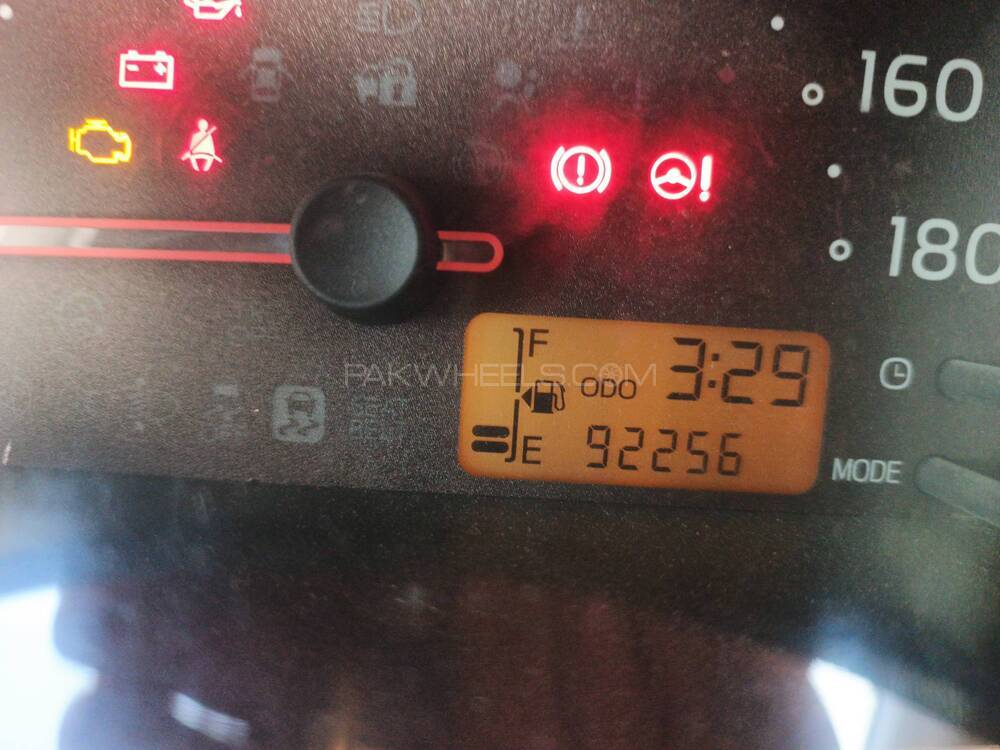 160
180
PAKWHEELS.COM
F
3:29
ODO
E
92256
MODE